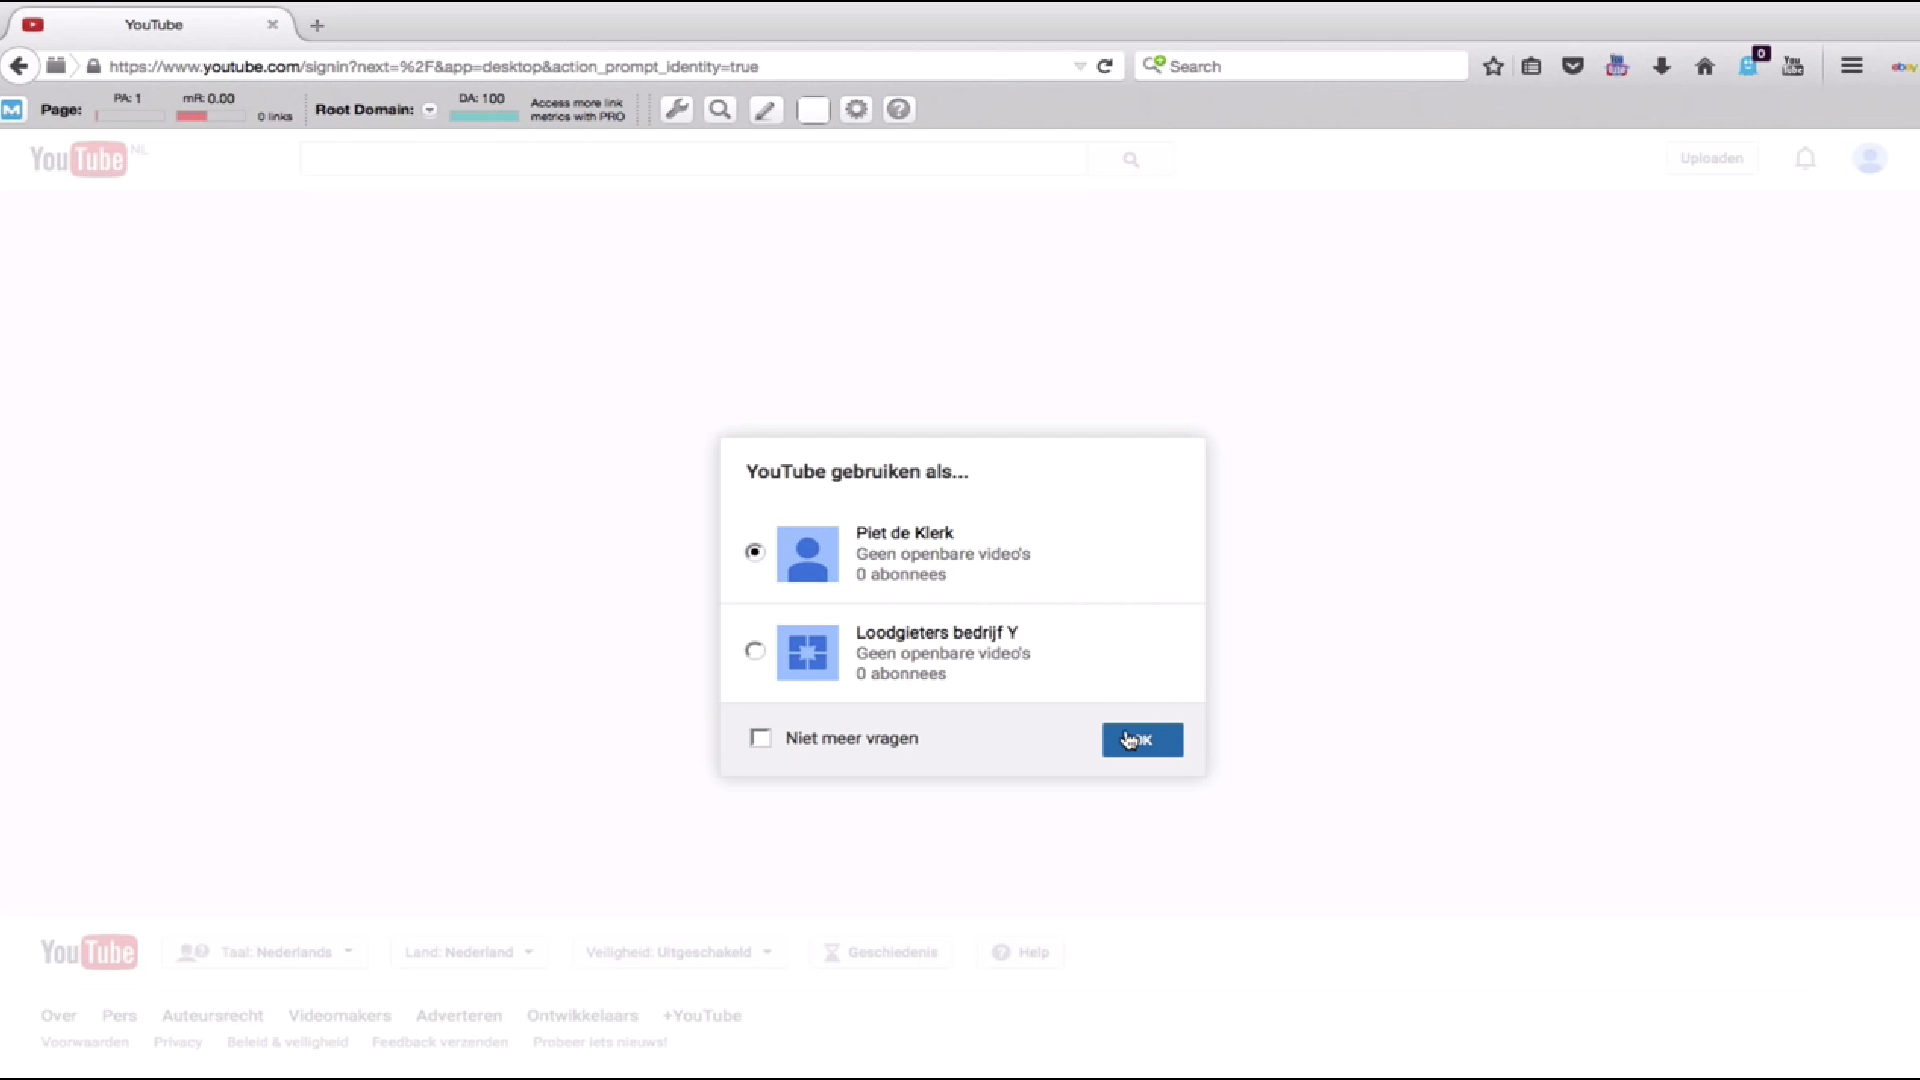 YouTube
https://www.youtube.com/signin?next=%2F&app=desktop&action_prompt_identity=true
Search
0
You
ebay
M
Page:
PA: 1
mR: 0.00
0 links
Root Domain:
DA: 100
Access more link
metrics with PRO
YouTube NL
Uploaden
YouTube gebruiken als...
Piet de Klerk
Geen openbare video's
0 abonnees
Loodgieters bedrijf Y
Geen openbare video's
0 abonnees
Niet meer vragen
YouTube
Taal: Nederlands
Land: Nederland
Veiligheid: Uitgeschakeld
Geschiedenis
Help
Over Pers Auteursrecht Videomakers Adverteren Ontwikkelaars +YouTube
Voorwaarden Privacy Beleid & veiligheid Feedback verzenden Probeer iets nieuws!